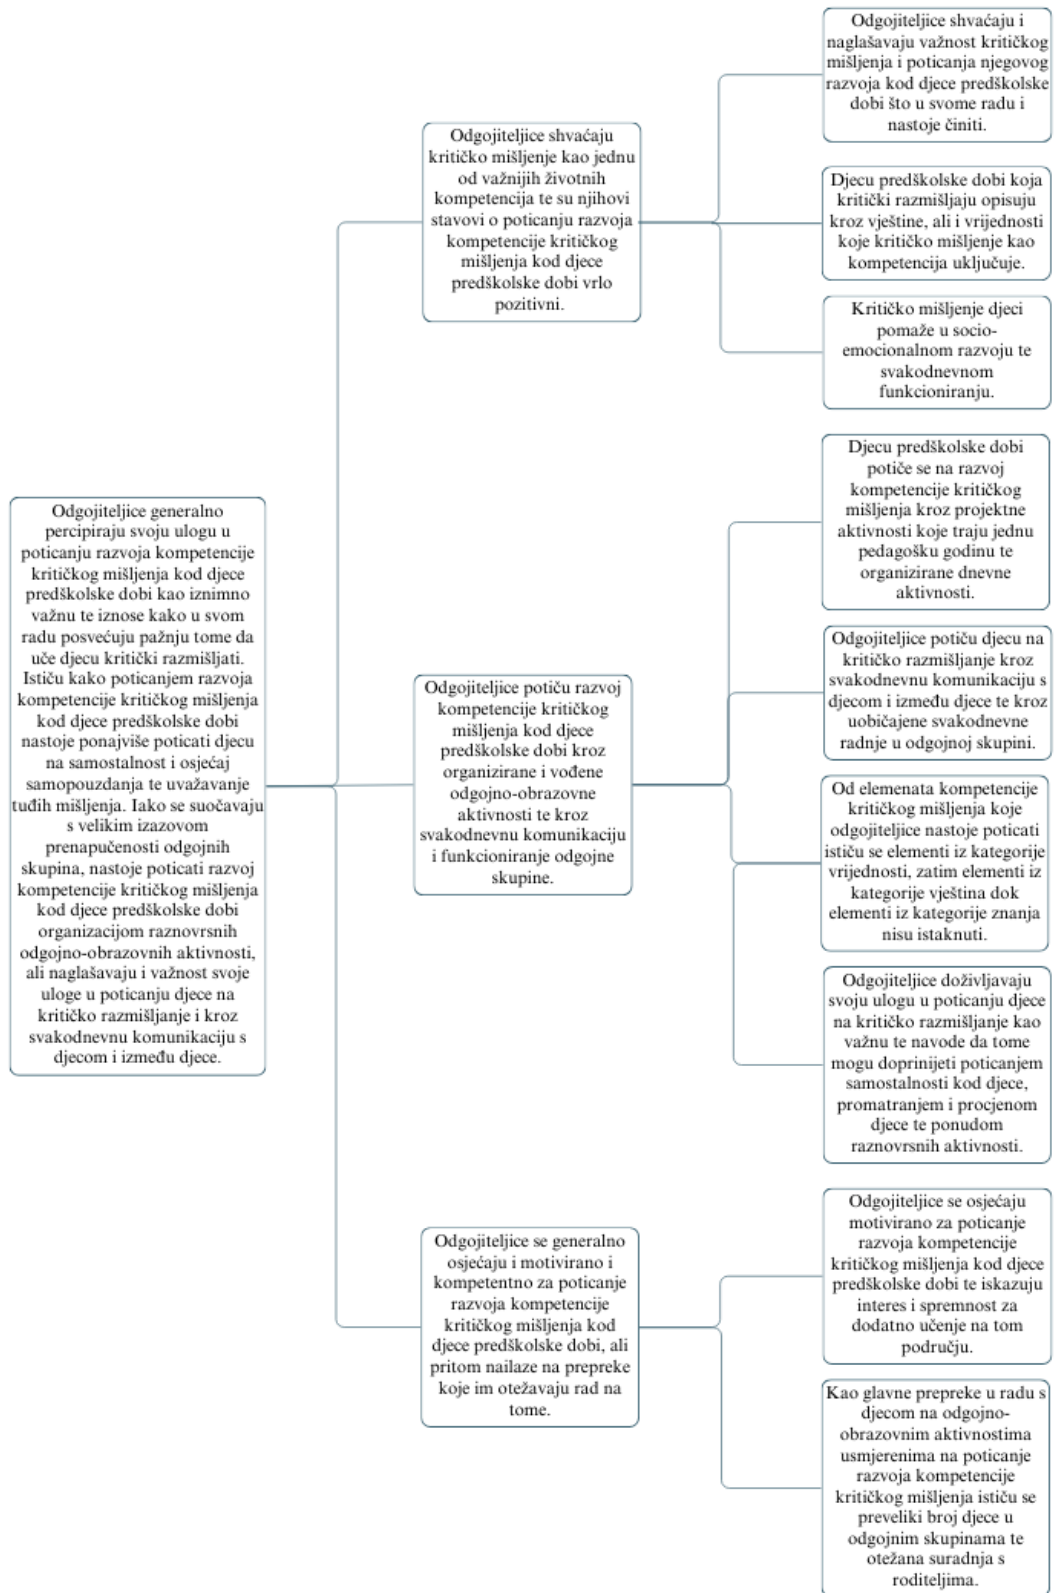 Odgojiteljice generalno
percipiraju svoju ulogu u
poticanju razvoja kompetencije
kritičkog mišljenja kod djece
predškolske dobi kao iznimno
važnu te iznose kako u svom
radu posvećuju pažnju tome da
uče djecu kritički razmišljati.
Ističu kako poticanjem razvoja
kompetencije kritičkog mišljenja
kod djece predškolske dobi
nastoje ponajviše poticati djecu
na samostalnost i osjećaj
samopouzdanja te uvažavanje
tuđih mišljenja. Iako se suočavaju
s velikim izazovom
prenapučenosti odgojnih
skupina, nastoje poticati razvoj
kompetencije kritičkog mišljenja
kod djece predškolske dobi
organizacijom raznovrsnih
odgojno-obrazovnih aktivnosti,
ali naglašavaju i važnost svoje
uloge u poticanju djece na
kritičko razmišljanje i kroz
svakodnevnu komunikaciju s
djecom i između djece.
Odgojiteljice shvaćaju
kritičko mišljenje kao jednu
od važnijih životnih
kompetencija te su njihovi
stavovi o poticanju razvoja
kompetencije kritičkog
mišljenja kod djece
predškolske dobi vrlo
pozitivni.
Odgojiteljice shvaćaju i
naglašavaju važnost kritičkog
mišljenja i poticanja njegovog
razvoja kod djece predškolske
dobi što u svome radu i
nastoje činiti.
Djecu predškolske dobi koja
kritički razmišljaju opisuju
kroz vještine, ali i vrijednosti
koje kritičko mišljenje kao
kompetencija uključuje.
Kritičko mišljenje djeci
pomaže u socio-
emocionalnom razvoju te
svakodnevnom
funkcioniranju.
Odgojiteljice potiču razvoj
kompetencije kritičkog
mišljenja kod djece
predškolske dobi kroz
organizirane i vođene
odgojno-obrazovne
aktivnosti te kroz
svakodnevnu komunikaciju
i funkcioniranje odgojne
skupine.
Djecu predškolske dobi
potiče se na razvoj
kompetencije kritičkog
mišljenja kroz projektne
aktivnosti koje traju jednu
pedagošku godinu te
organizirane dnevne
aktivnosti.
Odgojiteljice potiču djecu na
kritičko razmišljanje kroz
svakodnevnu komunikaciju s
djecom i između djece te kroz
uobičajene svakodnevne
radnje u odgojnoj skupini.
Od elemenata kompetencije
kritičkog mišljenja koje
odgojiteljice nastoje poticati
ističu se elementi iz kategorije
vrijednosti, zatim elementi iz
kategorije vještina dok
elementi iz kategorije znanja
nisu istaknuti.
Odgojiteljice doživljavaju
svoju ulogu u poticanju djece
na kritičko razmišljanje kao
važnu te navode da tome
mogu doprinijeti poticanjem
samostalnosti kod djece,
promatranjem i procjenom
djece te ponudom
raznovrsnih aktivnosti.
Odgojiteljice se generalno
osjećaju i motivirano i
kompetentno za poticanje
razvoja kompetencije
kritičkog mišljenja kod
djece predškolske dobi, ali
pritom nailaze na prepreke
koje im otežavaju rad na
tome.
Odgojiteljice se osjećaju
motivirano za poticanje
razvoja kompetencije
kritičkog mišljenja kod djece
predškolske dobi te iskazuju
interes i spremnost za
dodatno učenje na tom
području.
Kao glavne prepreke u radu s
djecom na odgojno-
obrazovnim aktivnostima
usmjerenima na poticanje
razvoja kompetencije
kritičkog mišljenja ističu se
preveliki broj djece u
odgojnim skupinama te
otežana suradnja s
roditeljima.